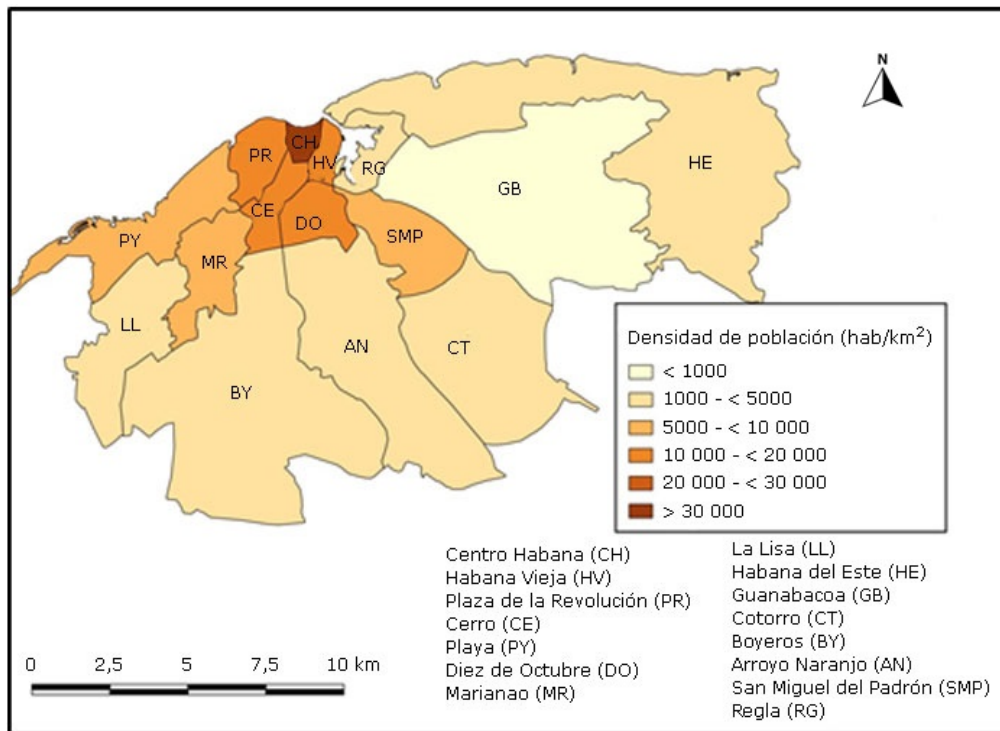 N
CH
PR
HV
RG
HE
GB
CE
DO
PY
SMP
MR
LL
AN
CT
BY
Densidad de población (hab/km²)
< 1000
1000 - < 5000
5000 - < 10 000
10 000 - < 20 000
20 000 - < 30 000
> 30 000
Centro Habana (CH)
Habana Vieja (HV)
Plaza de la Revolución (PR)
Cerro (CE)
Playa (PY)
Diez de Octubre (DO)
Marianao (MR)
La Lisa (LL)
Habana del Este (HE)
Guanabacoa (GB)
Cotorro (CT)
Boyeros (BY)
Arroyo Naranjo (AN)
San Miguel del Padrón (SMP)
Regla (RG)
0 2,5 5 7,5 10 km